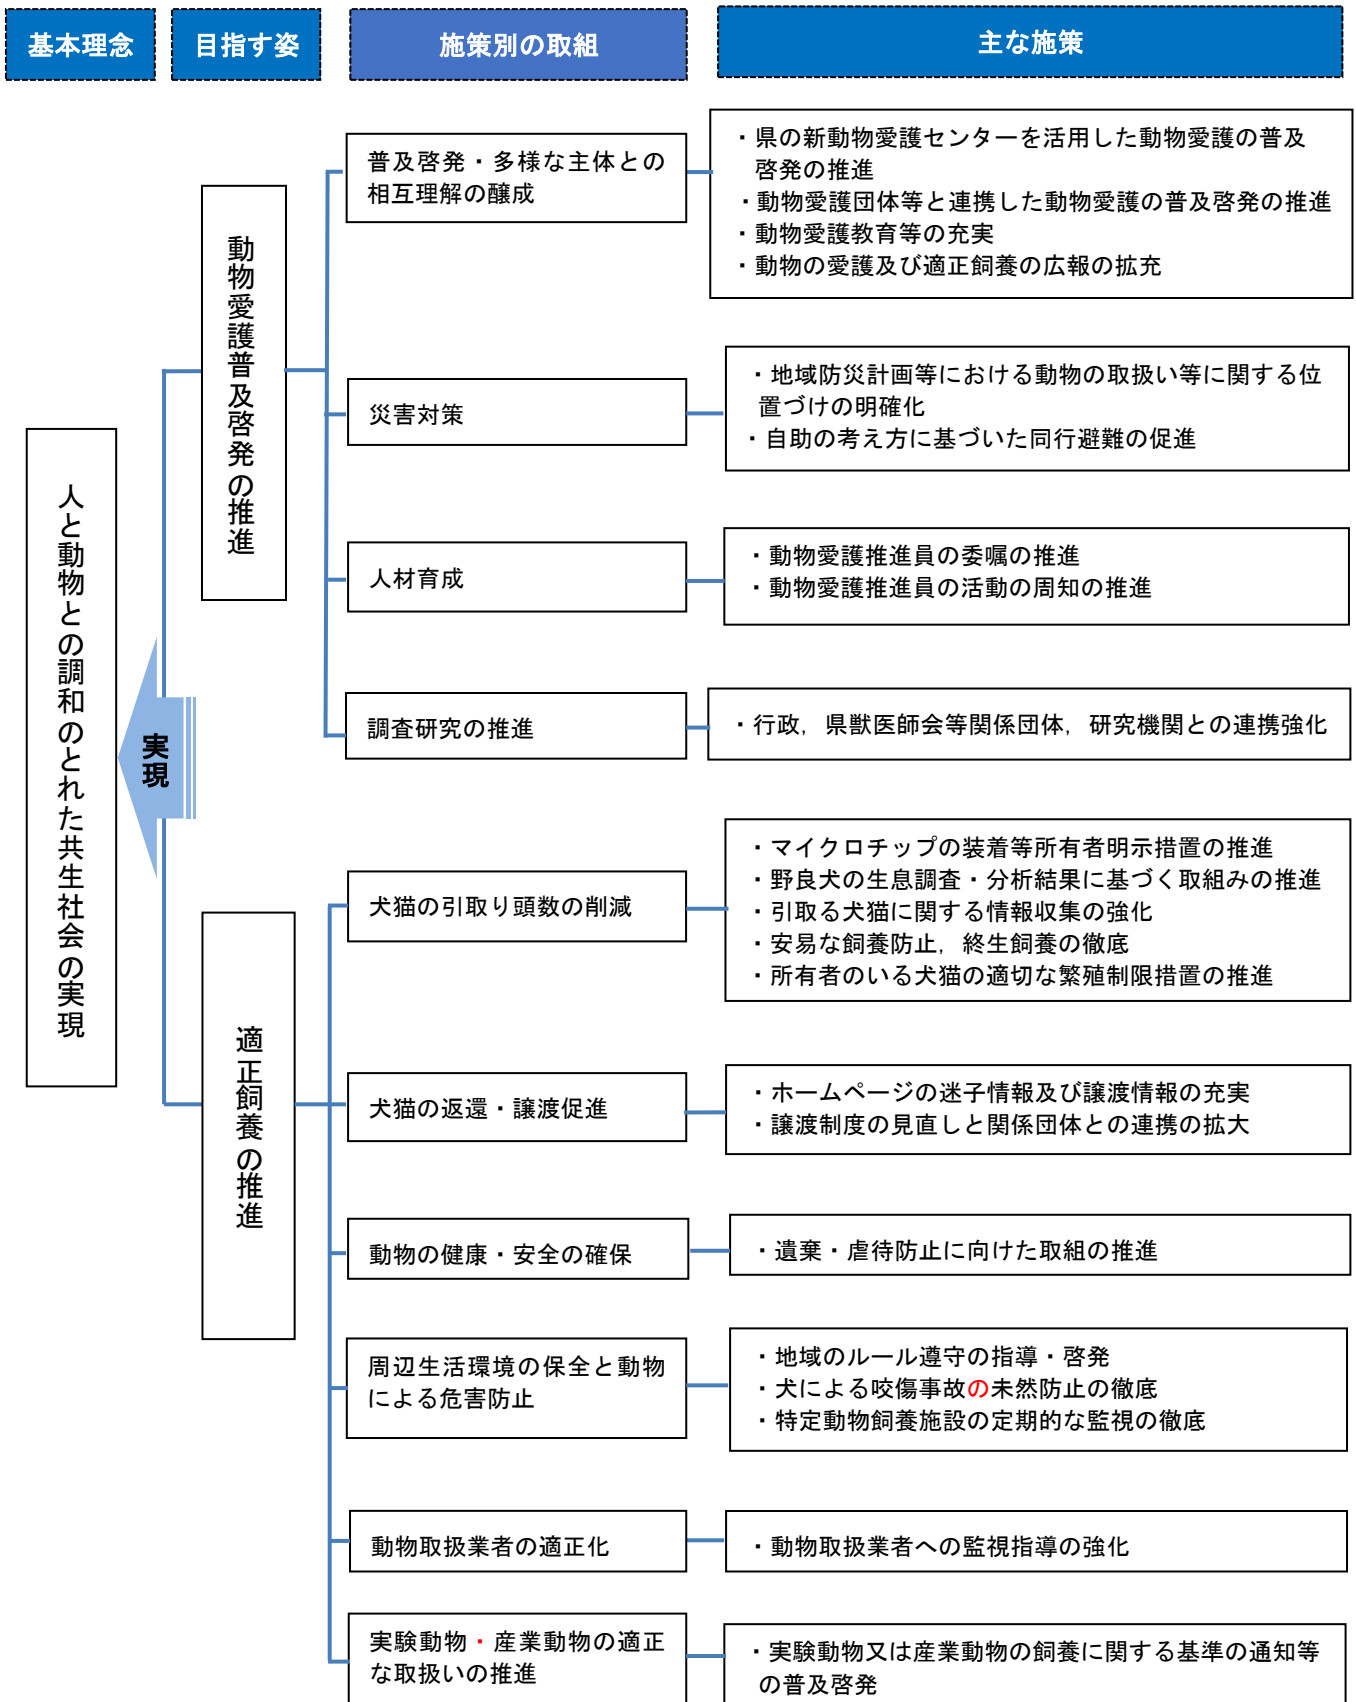 基本理念
目指す姿
施策別の取組
主な施策
人と動物との調和のとれた共生社会の実現
実現
動物愛護普及啓発の推進
普及啓発・多様な主体との
相互理解の醸成
・県の新動物愛護センターを活用した動物愛護の普及
啓発の推進
・動物愛護団体等と連携した動物愛護の普及啓発の推進
・動物愛護教育等の充実
・動物の愛護及び適正飼養の広報の拡充
災害対策
・地域防災計画等における動物の取扱い等に関する位
置づけの明確化
・自助の考え方に基づいた同行避難の促進
人材育成
・動物愛護推進員の委嘱の推進
・動物愛護推進員の活動の周知の推進
調査研究の推進
・行政，県獣医師会等関係団体，研究機関との連携強化
適正飼養の推進
犬猫の引取り頭数の削減
・マイクロチップの装着等所有者明示措置の推進
・野良犬の生息調査・分析結果に基づく取組みの推進
・引取る犬猫に関する情報収集の強化
・安易な飼養防止，終生飼養の徹底
・所有者のいる犬猫の適切な繁殖制限措置の推進
犬猫の返還・譲渡促進
・ホームページの迷子情報及び譲渡情報の充実
・譲渡制度の見直しと関係団体との連携の拡大
動物の健康・安全の確保
・遺棄・虐待防止に向けた取組の推進
周辺生活環境の保全と動物
による危害防止
・地域のルール遵守の指導・啓発
・犬による咬傷事故の未然防止の徹底
・特定動物飼養施設の定期的な監視の徹底
動物取扱業者の適正化
・動物取扱業者への監視指導の強化
実験動物・産業動物の適正
な取扱いの推進
・実験動物又は産業動物の飼養に関する基準の通知等
の普及啓発